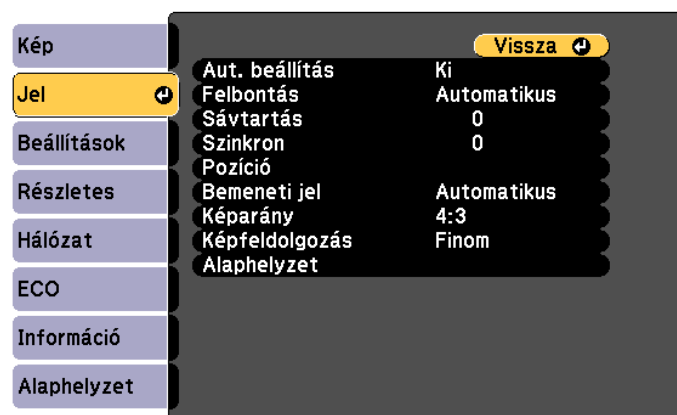 Kép
Jel
Beállítások
Részletes
Hálózat
ECO
Információ
Alaphelyzet
Vissza
Aut. beállítás Ki
Felbontás Automatikus
Sávtartás 0
Szinkron 0
Pozíció
Bemeneti jel Automatikus
Képarány 4:3
Képfeldolgozás Finom
Alaphelyzet